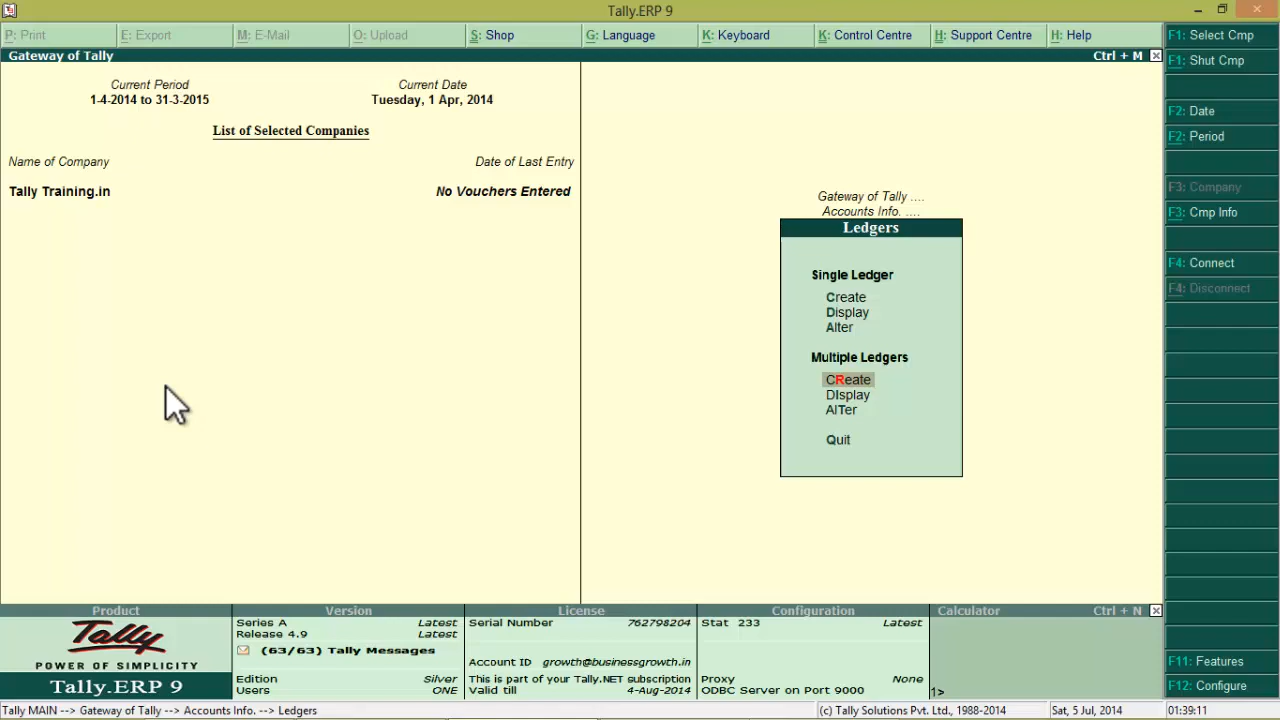 Tally.ERP 9
P: Print E: Export M: E-Mail O: Upload S: Shop G: Language K: Keyboard K: Control Centre H: Support Centre H: Help
Gateway of Tally Ctrl + M
Current Period Current Date
1-4-2014 to 31-3-2015 Tuesday, 1 Apr, 2014
List of Selected Companies
Name of Company Date of Last Entry
Tally Training.in No Vouchers Entered
Gateway of Tally ....
Accounts Info. ....
Ledgers
Single Ledger
Create
Display
Alter
Multiple Ledgers
CReate
DIsplay
AlTer
Quit
F1: Select Cmp
F1: Shut Cmp
F2: Date
F2: Period
F3: Company
F3: Cmp Info
F4: Connect
F4: Disconnect
F11: Features
F12: Configure
Product Version License Configuration Calculator Ctrl + N
Tally
POWER OF SIMPLICITY
Tally.ERP 9
Series A Latest
Release 4.9 Latest
(63/63) Tally Messages
Edition Silver
Users ONE
Serial Number 762798204
Account ID growth@businessgrowth.in
This is part of your Tally.NET subscription
Valid till 4-Aug-2014
Stat 233 Latest
Proxy None
ODBC Server on Port 9000
1>
Tally MAIN --> Gateway of Tally --> Accounts Info. --> Ledgers (c) Tally Solutions Pvt. Ltd., 1988-2014 Sat, 5 Jul, 2014 01:39:11